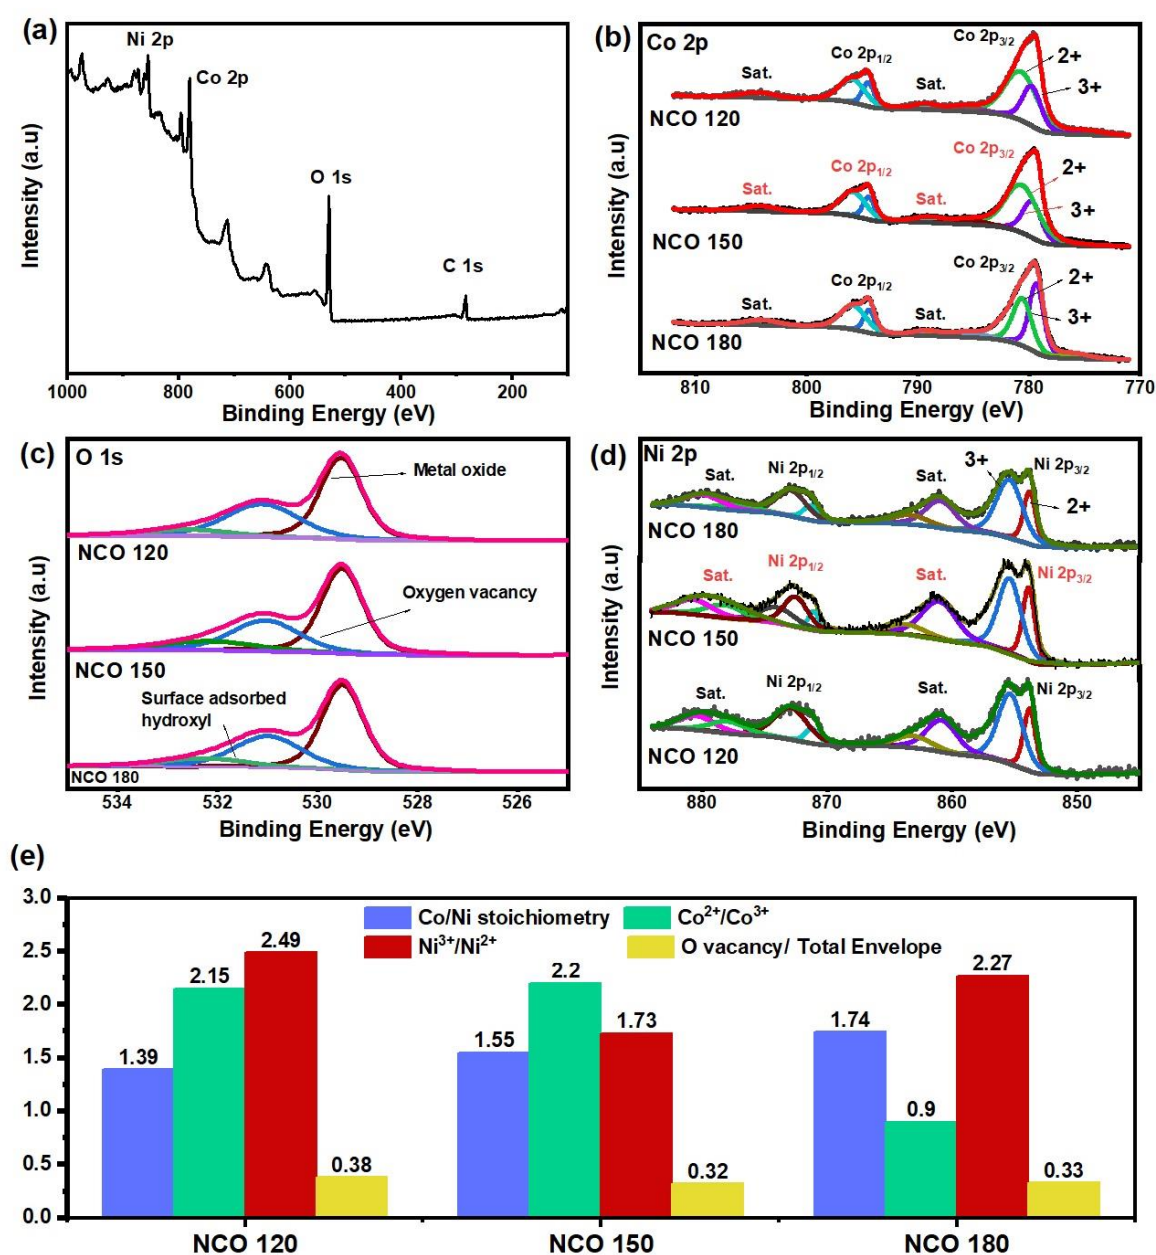 (a)
Ni 2p
Co 2p
O 1s
C 1s
Intensity (a.u)
1000 800 600 400 200
Binding Energy (eV)
(b)
Co 2p
Co 2p3/2
Co 2p1/2
Sat.
Sat.
2+
3+
NCO 120
Co 2p3/2
Co 2p1/2
Sat.
Sat.
2+
3+
NCO 150
Co 2p3/2
Co 2p1/2
Sat.
Sat.
2+
3+
NCO 180
Intensity (a.u)
810 800 790 780 770
Binding Energy (eV)
(c)
O 1s
Metal oxide
NCO 120
Oxygen vacancy
NCO 150
Surface adsorbed
hydroxyl
NCO 180
Intensity (a.u)
534 532 530 528 526
Binding Energy (eV)
(d)
Ni 2p
Sat.
Ni 2p1/2
Sat.
3+
Ni 2p3/2
2+
NCO 180
Sat.
Ni 2p1/2
Sat.
Ni 2p3/2
NCO 150
Sat.
Ni 2p1/2
Sat.
Ni 2p3/2
NCO 120
Intensity (a.u)
880 870 860 850
Binding Energy (eV)
(e)
3.0
2.5
2.0
1.5
1.0
0.5
0.0
Co/Ni stoichiometry
Co²⁺/Co³⁺
Ni³⁺/Ni²⁺
O vacancy/ Total Envelope
1.39 2.15 2.49 0.38
1.55 2.2 1.73 0.32
1.74 0.9 2.27 0.33
NCO 120 NCO 150 NCO 180